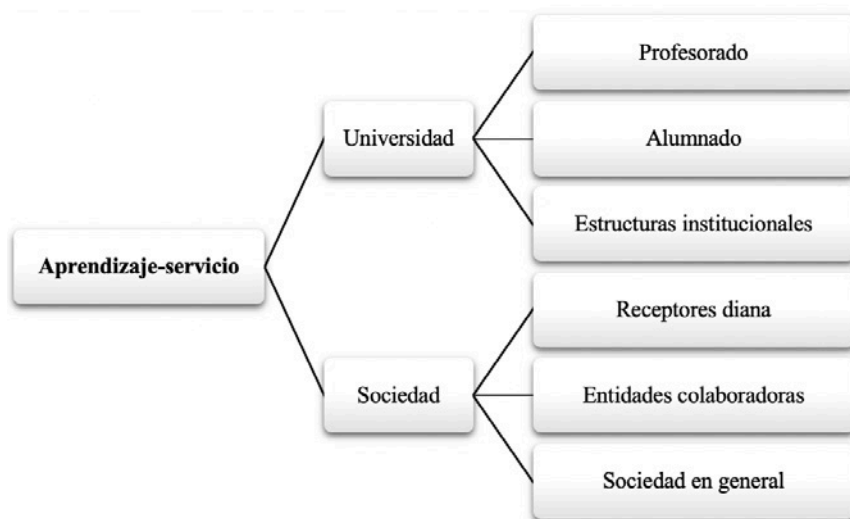 Aprendizaje-servicio
Universidad
Profesorado
Alumnado
Estructuras institucionales
Sociedad
Receptores diana
Entidades colaboradoras
Sociedad en general